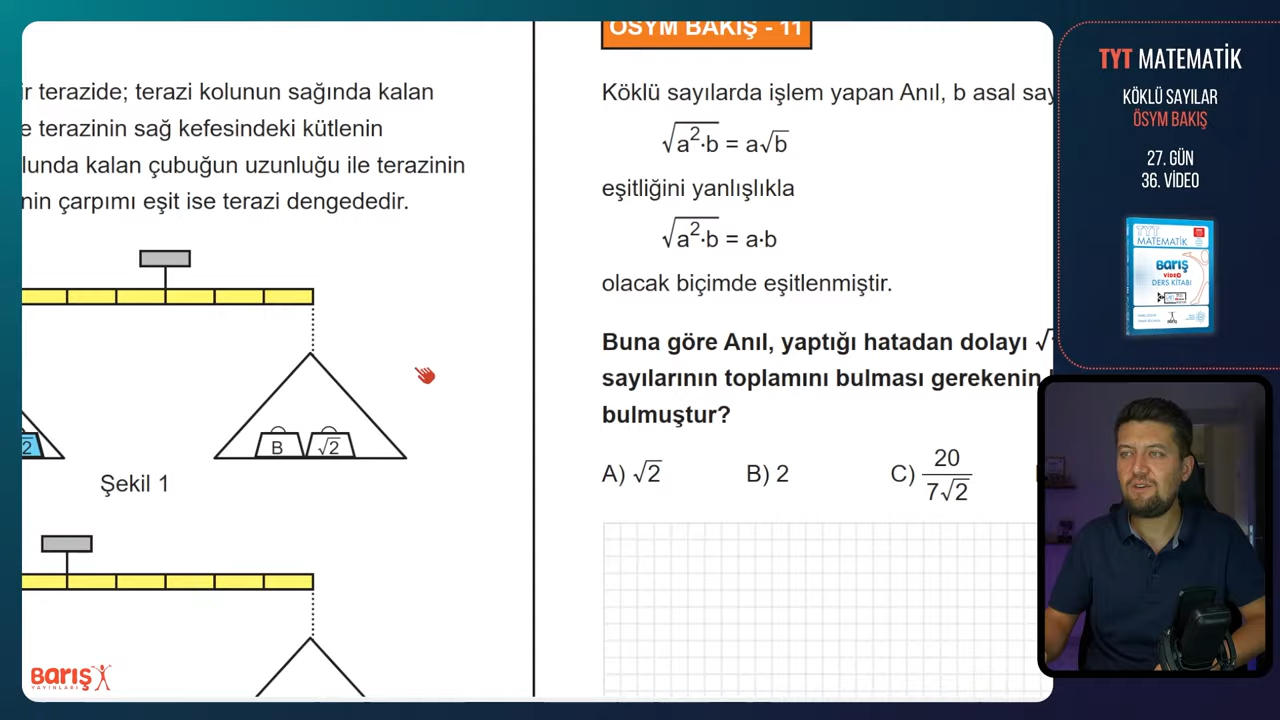 ir terazide; terazi kolunun sağında kalan
e terazinin sağ kefesindeki kütlenin
lunda kalan çubuğun uzunluğu ile terazinin
nin çarpımı eşit ise terazi dengededir.
2
B √2
Şekil 1
BARIŞ
YAYINLARI
ÖSYM BAKIŞ - 11
Köklü sayılarda işlem yapan Anıl, b asal say
√(a²·b) = a√b
eşitliğini yanlışlıkla
√(a²·b) = a·b
olacak biçimde eşitlenmiştir.
Buna göre Anıl, yaptığı hatadan dolayı √
sayılarının toplamını bulması gerekenin
bulmuştur?
A) √2 B) 2 C) 20/(7√2)
TYT MATEMATİK
KÖKLÜ SAYILAR
ÖSYM BAKIŞ
27. GÜN
36. VİDEO
TYT
MATEMATİK
BARIŞ
VİDEO
DERS KİTABI